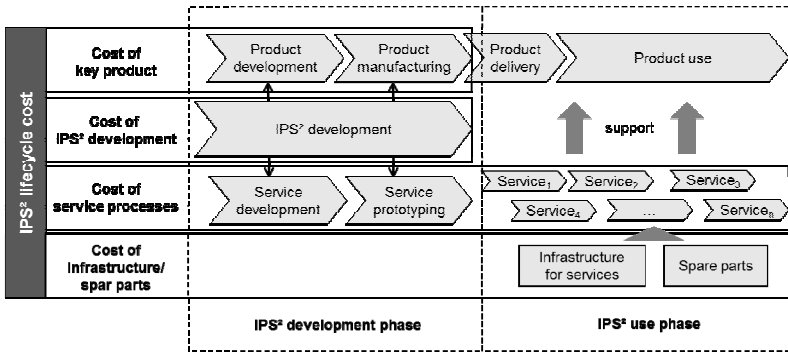 IPS² lifecycle cost
Cost of
key product
Product
development
Product
manufacturing
Product
delivery
Product use
Cost of
IPS² development
IPS² development
support
Cost of
service processes
Service
development
Service
prototyping
Service₁
Service₂
Service₃
Service₄
...
Serviceₙ
Cost of
infrastructure/
spar parts
Infrastructure
for services
Spare parts
IPS² development phase
IPS² use phase